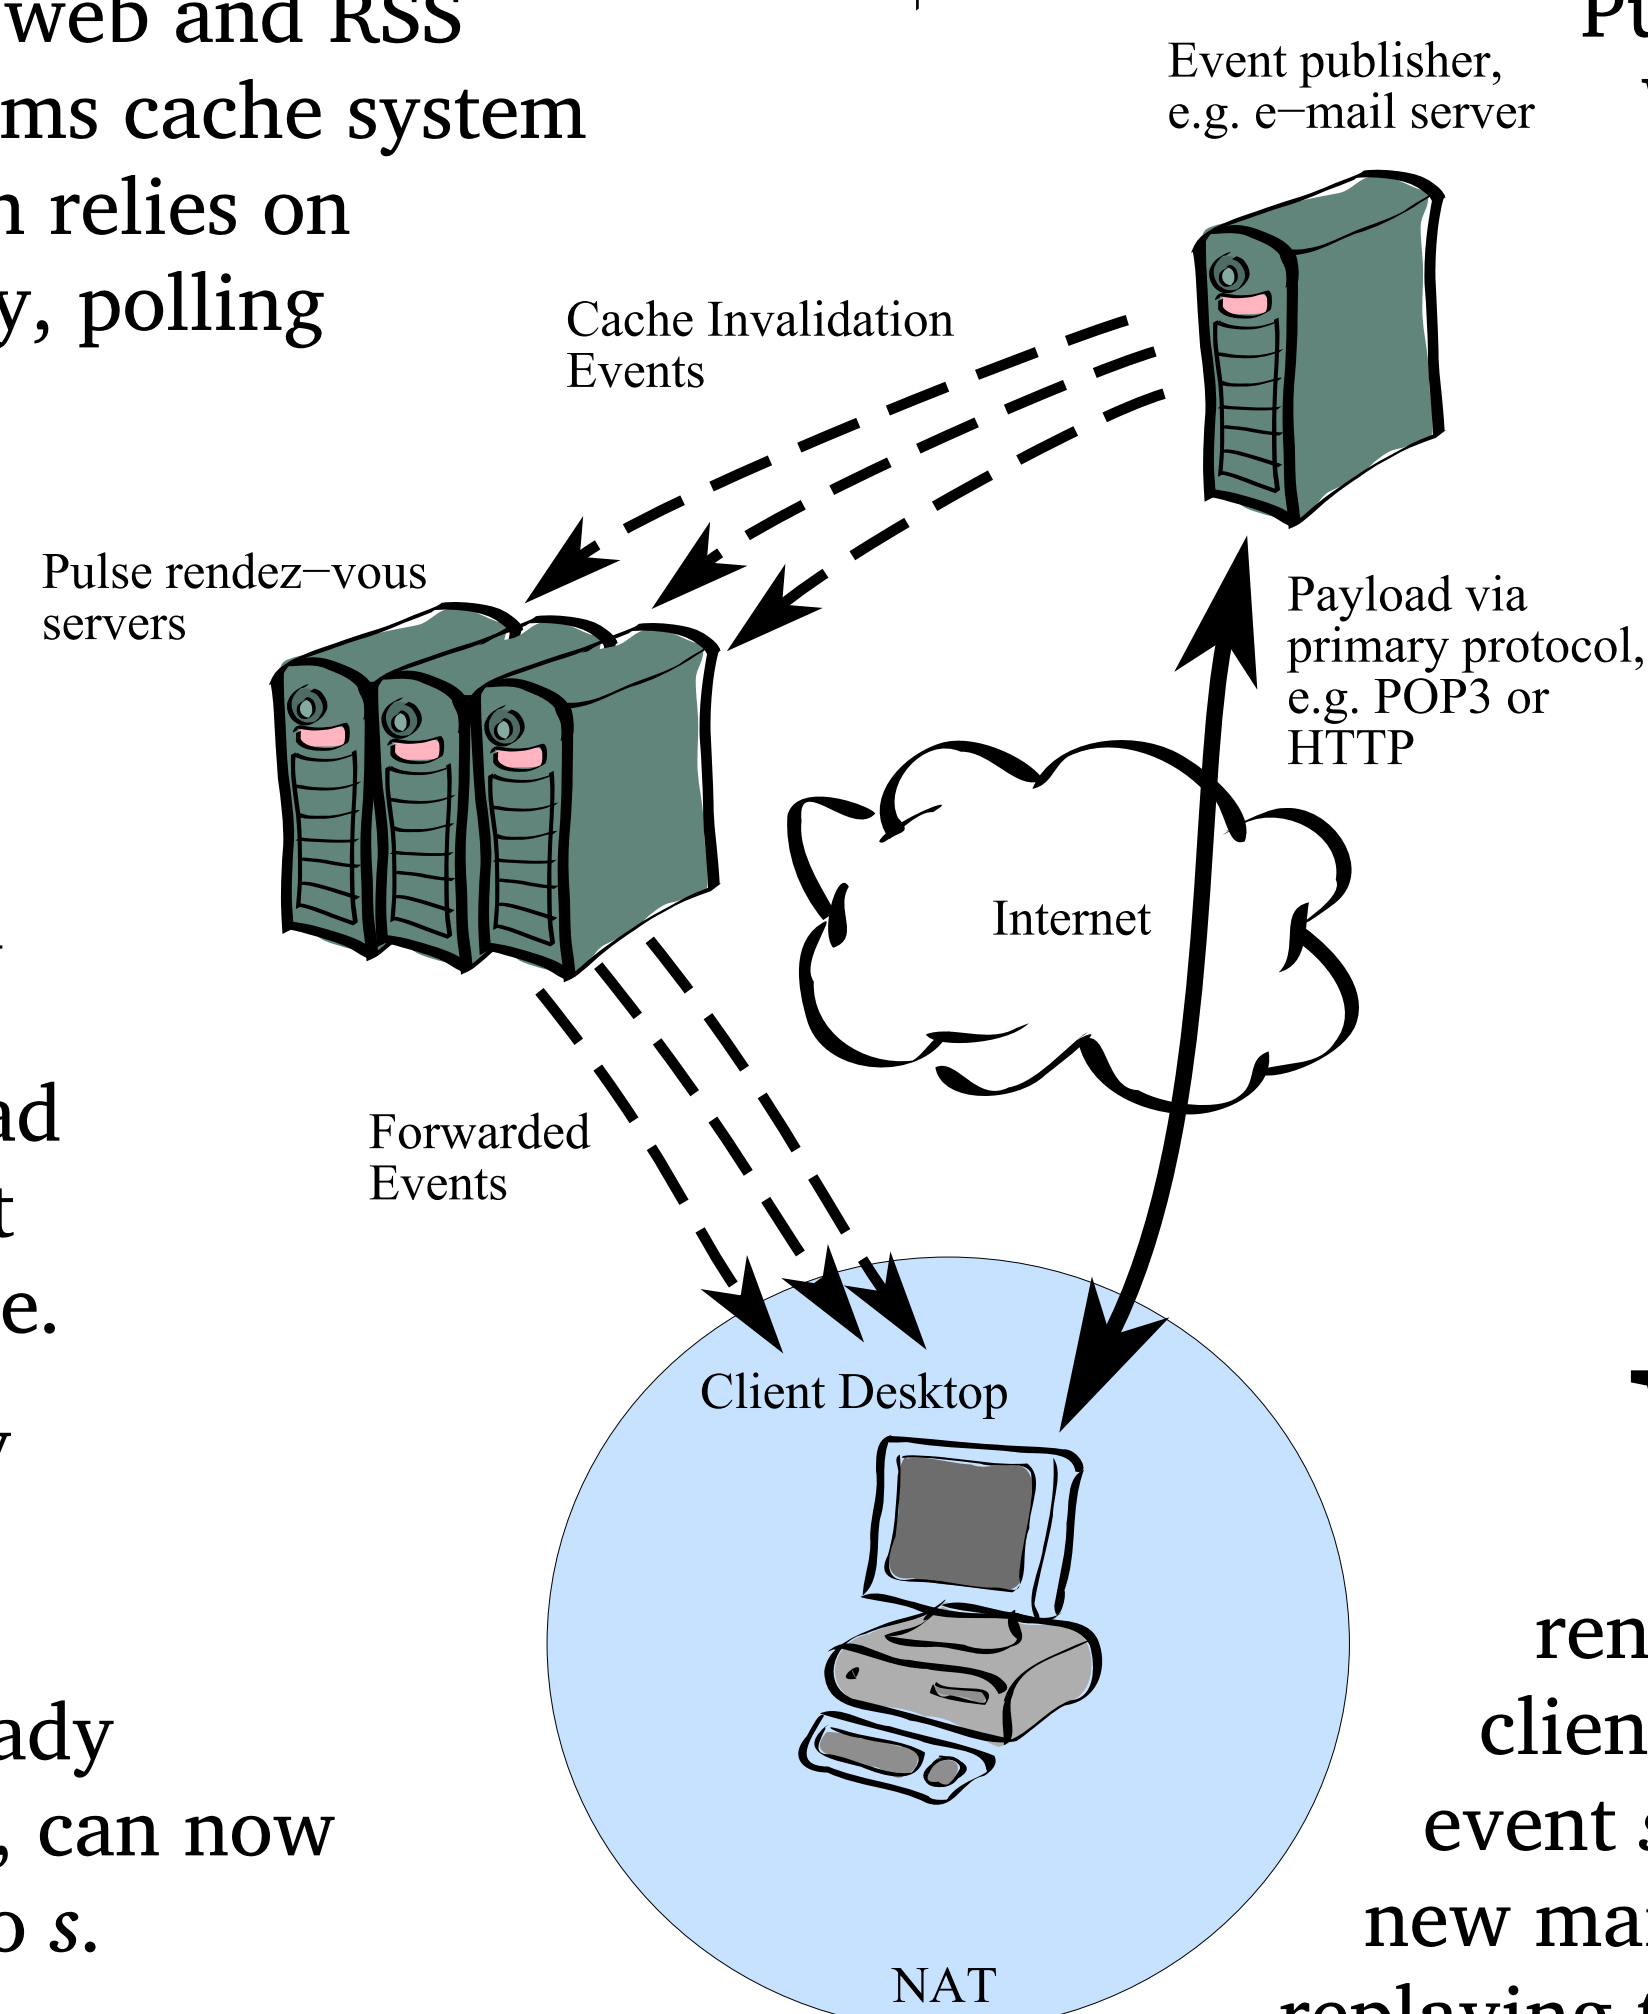 web and RSS
ms cache system
relies on
y, polling
Event publisher,
e.g. e−mail server
Cache Invalidation
Events
Pulse rendez−vous
servers
Payload via
primary protocol,
e.g. POP3 or
HTTP
Internet
Forwarded
Events
Client Desktop
NAT
ad
t
e.
y
ady
, can now
o s.
ren
clien
event s
new mai
replaying